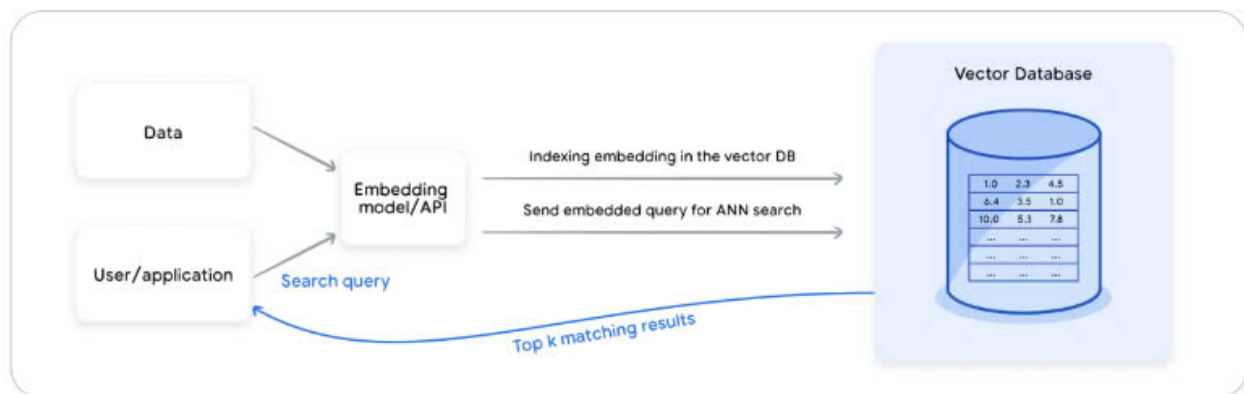 Vector Database
Data
Indexing embedding in the vector DB
Embedding
model/API
Send embedded query for ANN search
User/application
Search query
Top k matching results
1.0 2.3 4.5
6.4 3.5 1.0
10.0 5.3 7.8
... ... ...
... ... ...
... ... ...